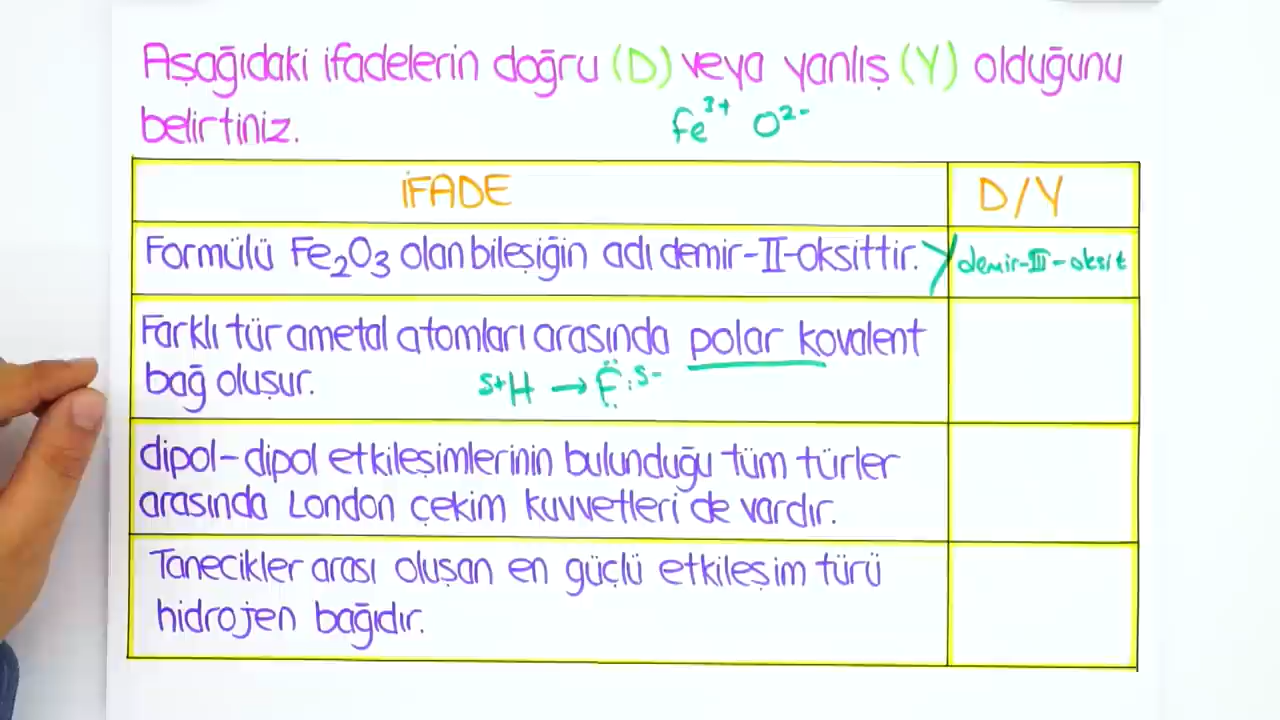 Aşağıdaki ifadelerin doğru (D) veya yanlış (Y) olduğunu
belirtiniz.
Fe³⁺ O²⁻
İFADE D/Y
Formülü Fe₂O₃ olan bileşiğin adı demir-II-oksittir. Y demir-III-oksit
Farklı tür ametal atomları arasında polar kovalent
bağ oluşur.
δ+H → F δ-
dipol-dipol etkileşimlerinin bulunduğu tüm türler
arasında London çekim kuvvetleri de vardır.
Tanecikler arası oluşan en güçlü etkileşim türü
hidrojen bağıdır.